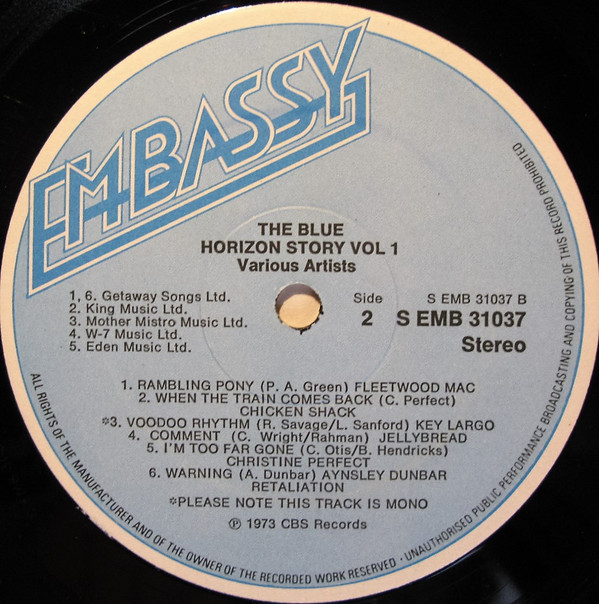 EMBASSY
THE BLUE
HORIZON STORY VOL 1
Various Artists
1, 6. Getaway Songs Ltd.
2. King Music Ltd.
3. Mother Mistro Music Ltd.
4. W-7 Music Ltd.
5. Eden Music Ltd.
Side
2
S EMB 31037 B
S EMB 31037
Stereo
1. RAMBLING PONY (P. A. Green) FLEETWOOD MAC
2. WHEN THE TRAIN COMES BACK (C. Perfect)
CHICKEN SHACK
*3. VOODOO RHYTHM (R. Savage/L. Sanford) KEY LARGO
4. COMMENT (C. Wright/Rahman) JELLYBREAD
5. I'M TOO FAR GONE (C. Otis/B. Hendricks)
CHRISTINE PERFECT
6. WARNING (A. Dunbar) AYNSLEY DUNBAR
RETALIATION
*PLEASE NOTE THIS TRACK IS MONO
℗ 1973 CBS Records
ALL RIGHTS OF THE MANUFACTURER AND OF THE OWNER OF THE RECORDED WORK RESERVED - UNAUTHORISED PUBLIC PERFORMANCE BROADCASTING AND COPYING OF THIS RECORD PROHIBITED